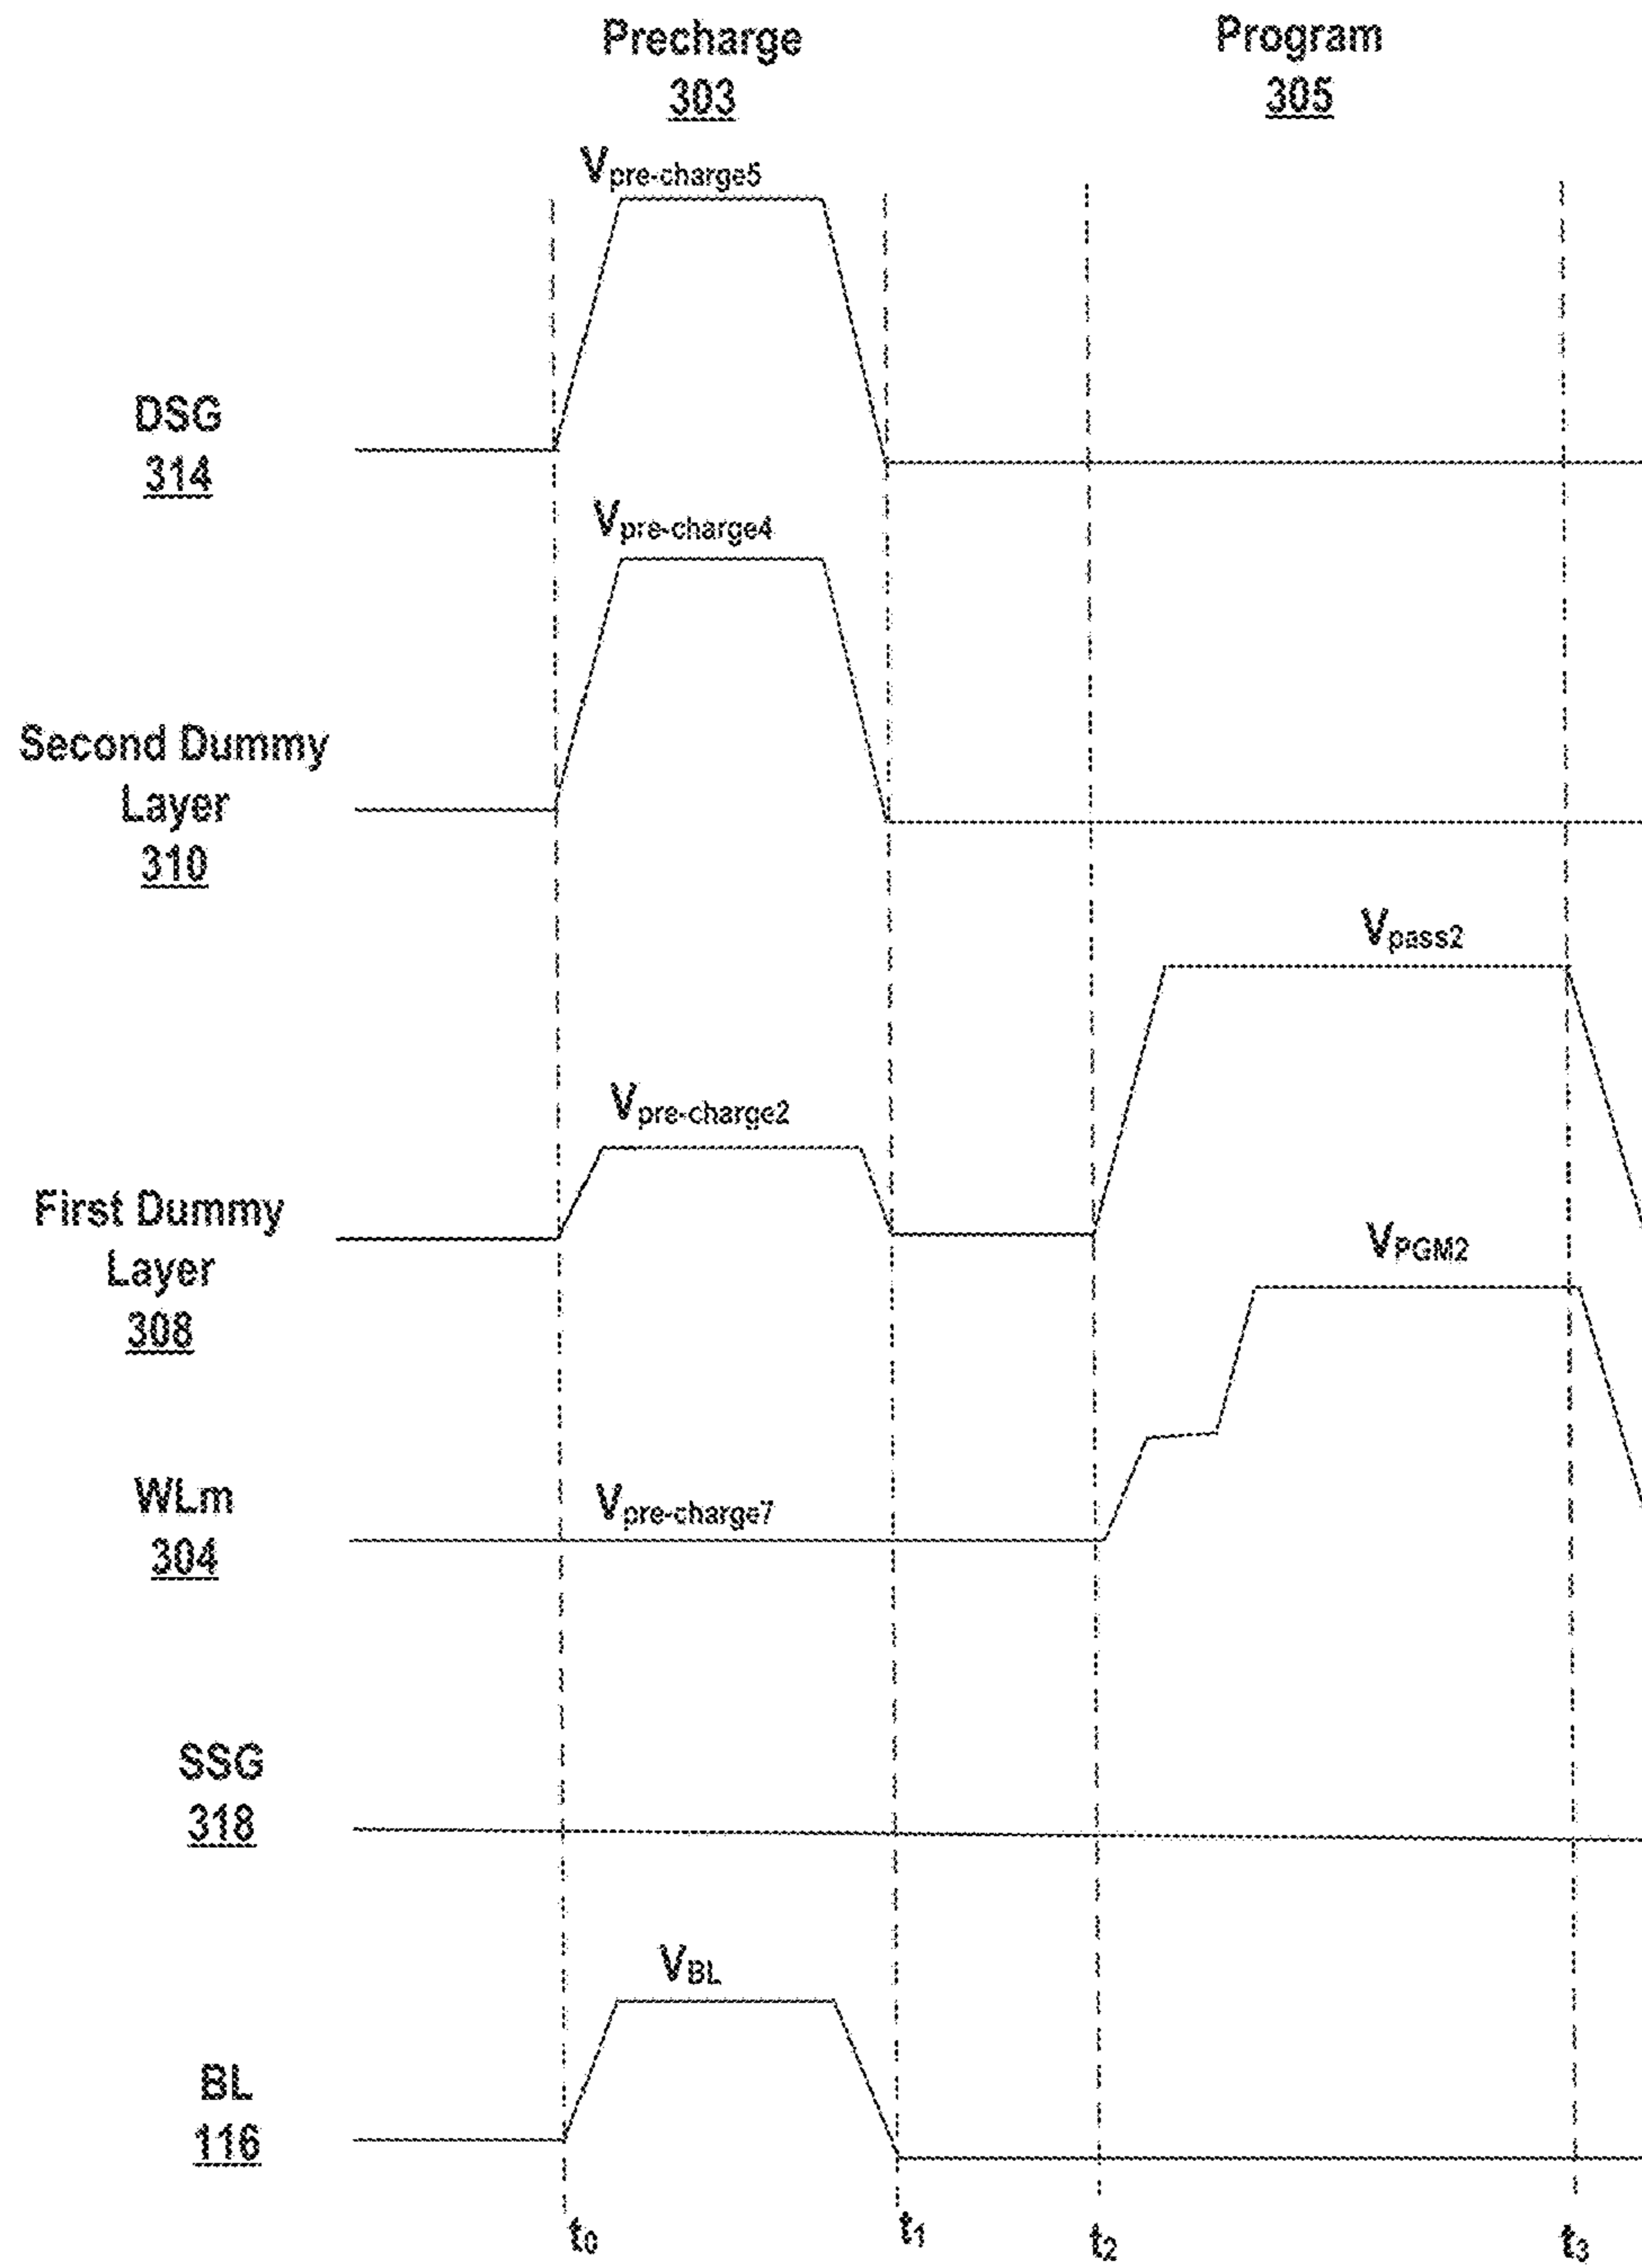 Precharge
303
Program
305
Vpre-charge5
DSG
314
Vpre-charge4
Second Dummy
Layer
310
Vpass2
Vpre-charge2
First Dummy
Layer
308
VPGM2
WLm
304
Vpre-charge7
SSG
318
VBL
BL
116
t0 t1 t2 t3